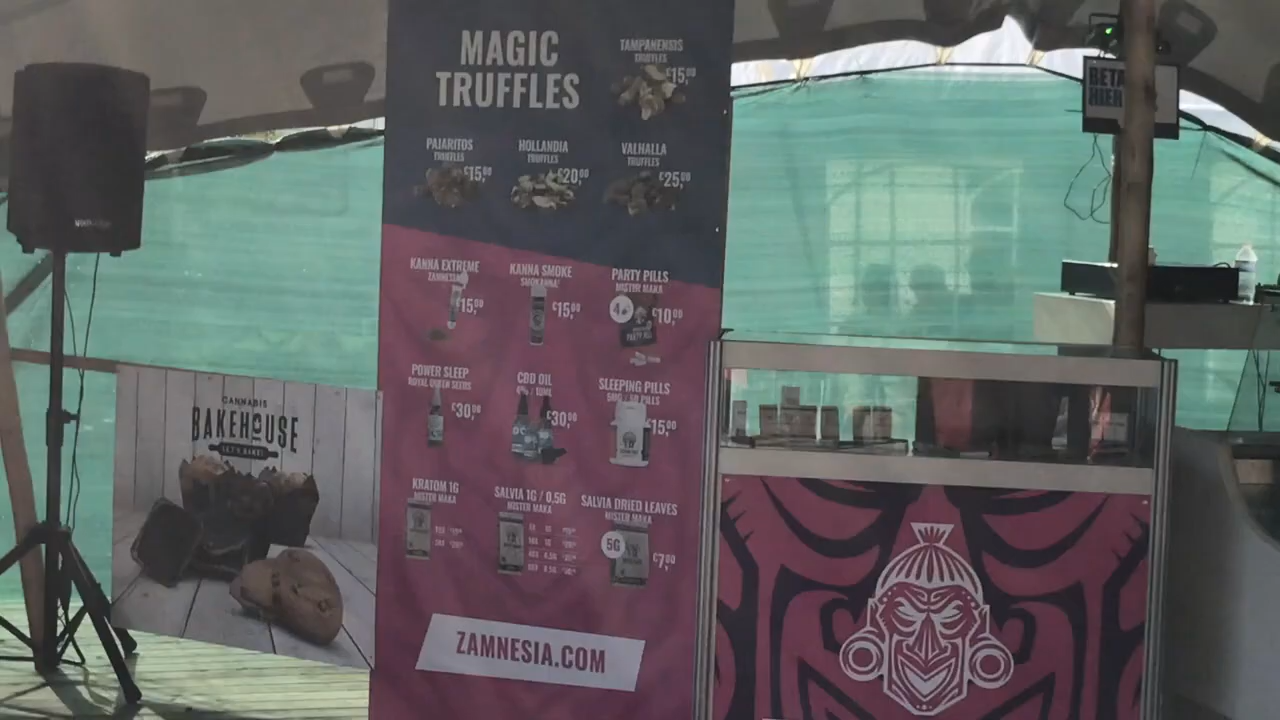 MAGIC
TRUFFLES
TAMPANENSIS
TRUFFLES
€15,00
PAJARITOS
TRUFFLES
€15,00
HOLLANDIA
TRUFFLES
€20,00
VALHALLA
TRUFFLES
€25,00
KANNA EXTREME
ZAMNESIA
€15,00
KANNA SMOKE
€15,00
PARTY PILLS
MISTER MAKA
4
€10,00
POWER SLEEP
ROYAL QUEEN SEEDS
€30,00
CBD OIL
€30,00
SLEEPING PILLS
€15,00
KRATOM 1G
MISTER MAKA
SALVIA 1G / 0,5G
MISTER MAKA
SALVIA DRIED LEAVES
MISTER MAKA
5G
€7,00
ZAMNESIA.COM
CANNABIS
BAKEHOUSE
HIER